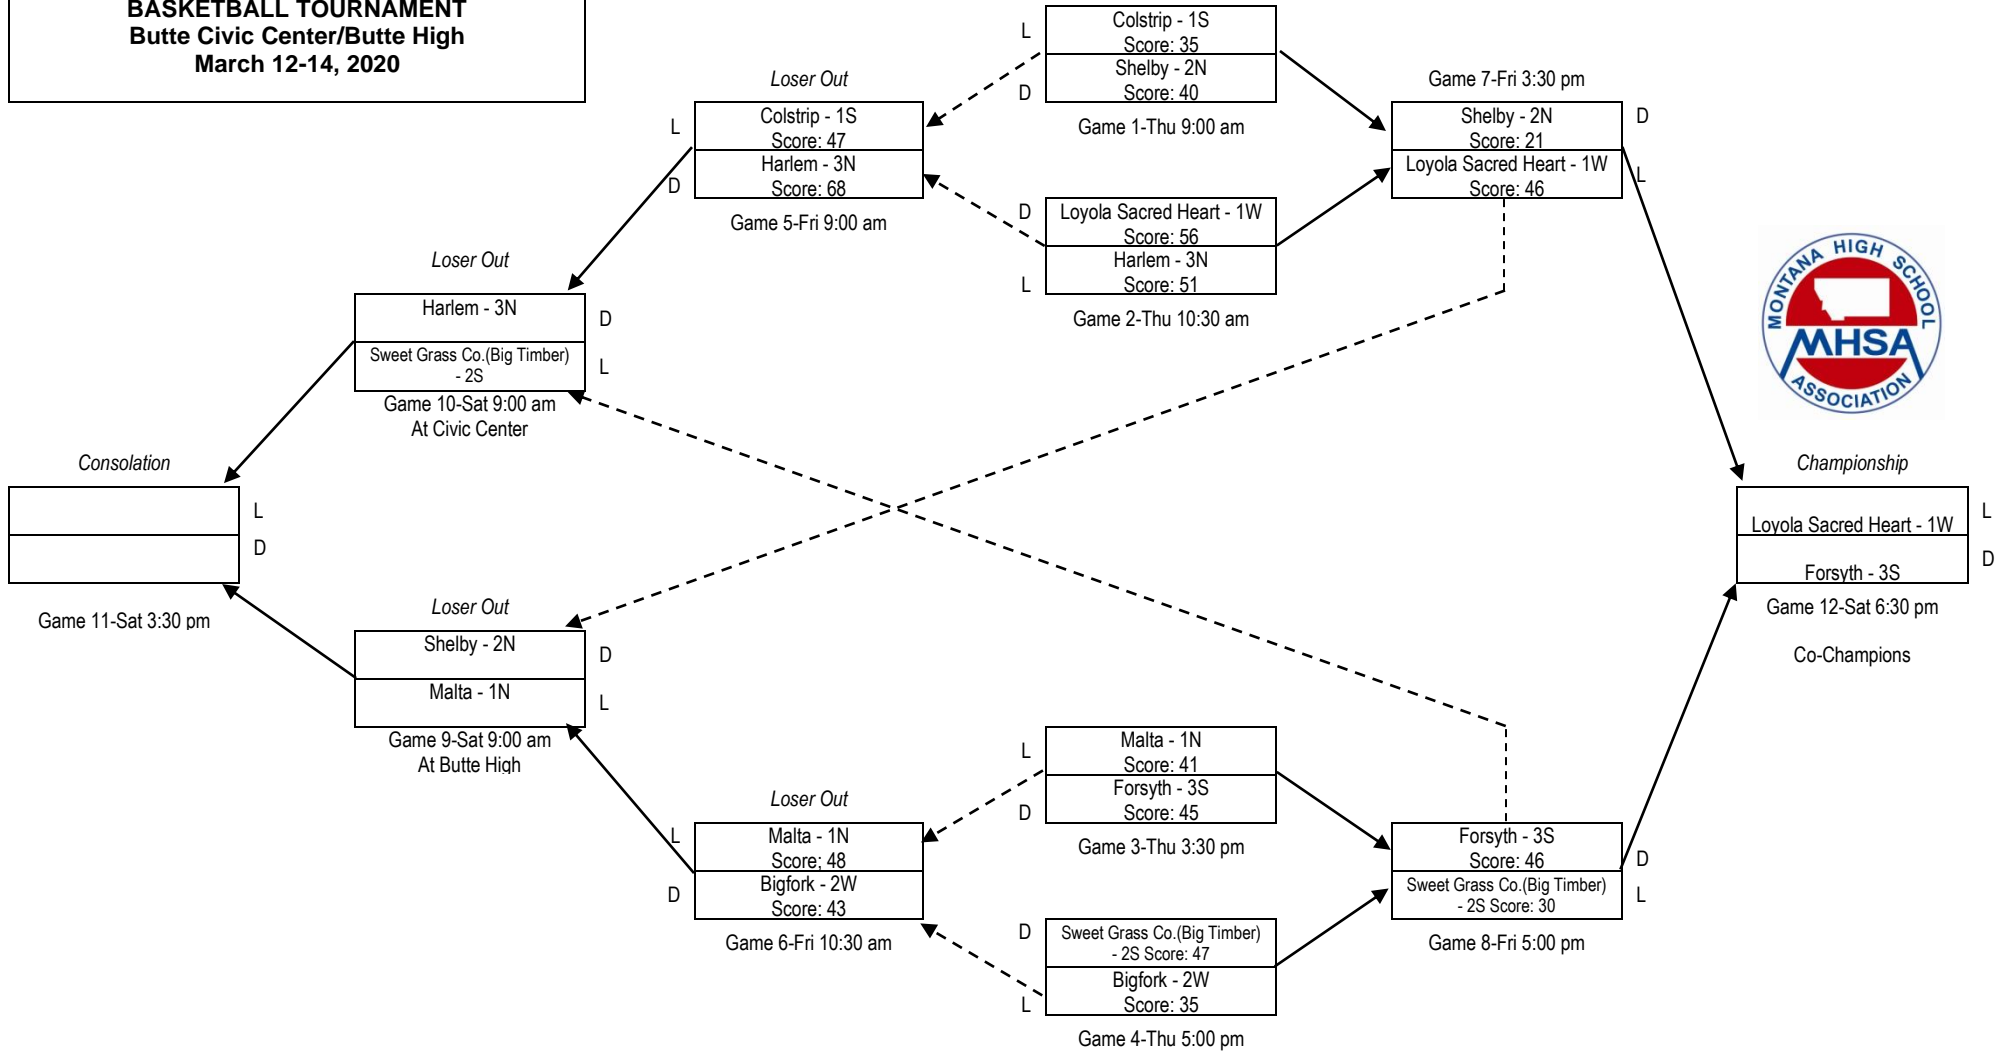 BASKETBALL TOURNAMENT
Butte Civic Center/Butte High
March 12-14, 2020
L
Colstrip - 1S
Score: 35
Shelby - 2N
Score: 40
D
Game 1-Thu 9:00 am
Loser Out
L
Colstrip - 1S
Score: 47
Harlem - 3N
Score: 68
D
Game 5-Fri 9:00 am
Game 7-Fri 3:30 pm
Shelby - 2N
Score: 21
D
Loyola Sacred Heart - 1W
Score: 46
L
D
Loyola Sacred Heart - 1W
Score: 56
Harlem - 3N
Score: 51
L
Game 2-Thu 10:30 am
Loser Out
Harlem - 3N
D
Sweet Grass Co.(Big Timber)
- 2S
L
Game 10-Sat 9:00 am
At Civic Center
MONTANA HIGH SCHOOL
MHSA
ASSOCIATION
Consolation
L
D
Game 11-Sat 3:30 pm
Championship
L
Loyola Sacred Heart - 1W
D
Forsyth - 3S
Game 12-Sat 6:30 pm
Co-Champions
Loser Out
Shelby - 2N
D
Malta - 1N
L
Game 9-Sat 9:00 am
At Butte High
Loser Out
L
Malta - 1N
Score; 48
Bigfork - 2W
Score: 43
D
Game 6-Fri 10:30 am
L
Malta - 1N
Score: 41
Forsyth - 3S
Score: 45
D
Game 3-Thu 3:30 pm
Forsyth - 3S
Score: 46
D
Sweet Grass Co.(Big Timber)
- 2S Score: 30
L
Game 8-Fri 5:00 pm
D
Sweet Grass Co.(Big Timber)
- 2S Score: 47
Bigfork - 2W
Score: 35
L
Game 4-Thu 5:00 pm